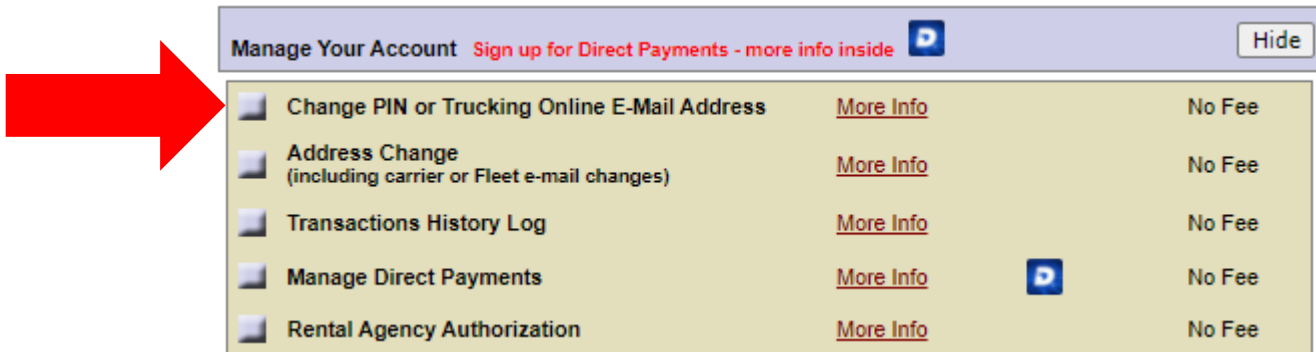 Manage Your Account Sign up for Direct Payments - more info inside D Hide
Change PIN or Trucking Online E-Mail Address More Info No Fee
Address Change
(including carrier or Fleet e-mail changes) More Info No Fee
Transactions History Log More Info No Fee
Manage Direct Payments More Info D No Fee
Rental Agency Authorization More Info No Fee